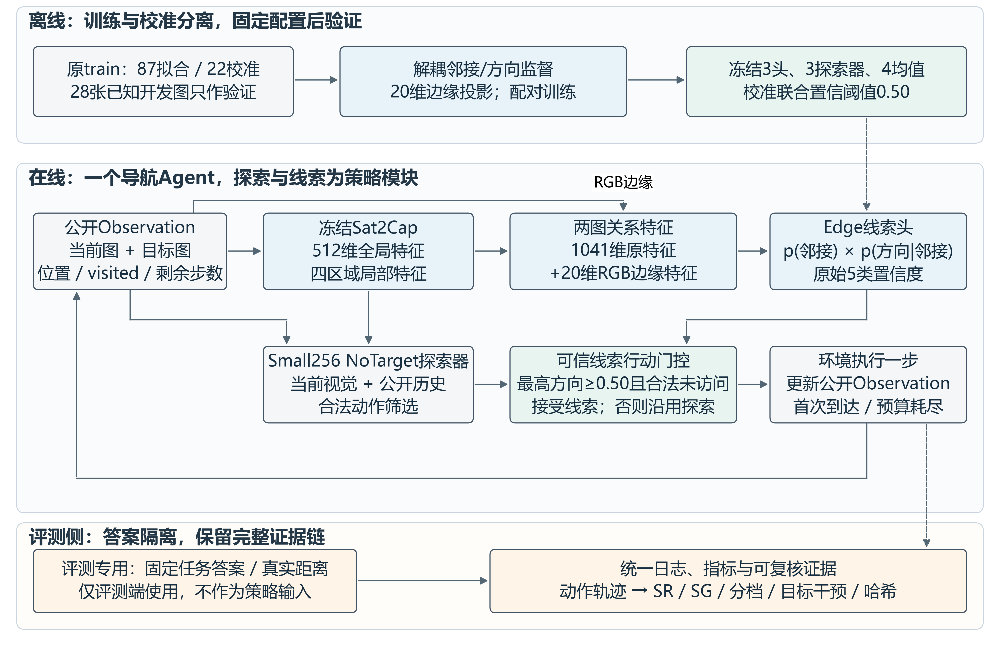 离线：训练与校准分离，固定配置后验证
原train：87拟合 / 22校准
28张已知开发图只作验证
解耦邻接/方向监督
20维边缘投影；配对训练
冻结3头、3探索器、4均值
校准联合置信阈值0.50
在线：一个导航Agent，探索与线索为策略模块
RGB边缘
公开Observation
当前图 + 目标图
位置 / visited / 剩余步数
冻结Sat2Cap
512维全局特征
四区域局部特征
两图关系特征
1041维原特征
+20维RGB边缘特征
Edge线索头
p(邻接) × p(方向|邻接)
原始5类置信度
Small256 NoTarget探索器
当前视觉 + 公开历史
合法动作筛选
可信线索行动门控
最高方向≥0.50且合法未访问
接受线索；否则沿用探索
环境执行一步
更新公开Observation
首次到达 / 预算耗尽
评测侧：答案隔离，保留完整证据链
评测专用：固定任务答案 / 真实距离
仅评测端使用，不作为策略输入
统一日志、指标与可复核证据
动作轨迹 → SR / SG / 分档 / 目标干预 / 哈希